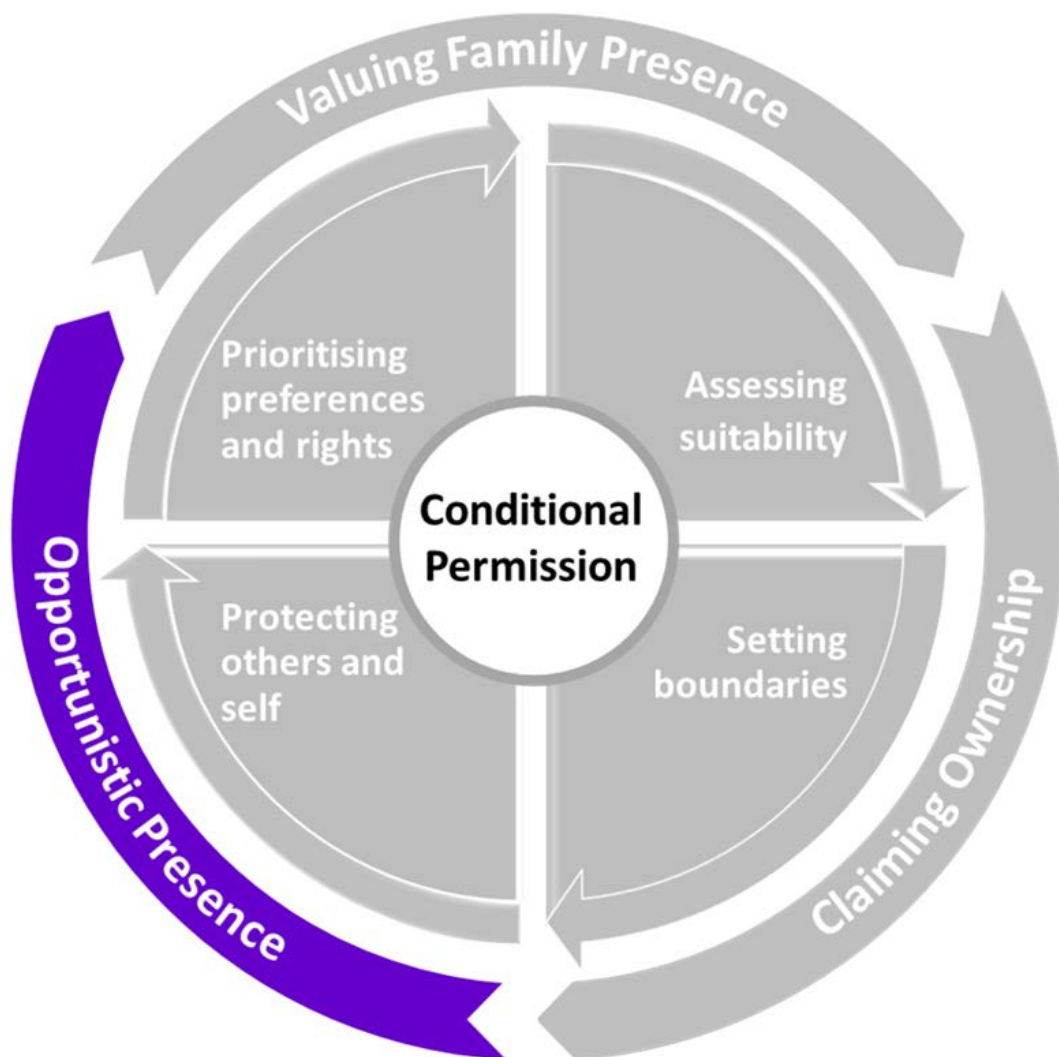 Valuing Family Presence
Prioritising
preferences
and rights
Assessing
suitability
Conditional
Permission
Protecting
others and
self
Setting
boundaries
Opportunistic Presence
Claiming Ownership